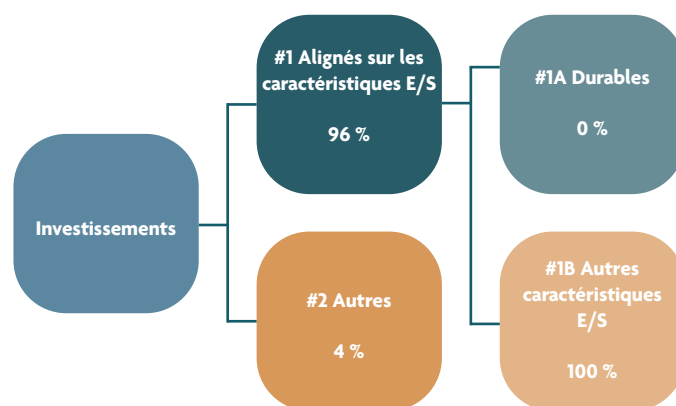 #1 Alignés sur les
caractéristiques E/S
96 %
#1A Durables
0 %
Investissements
#2 Autres
4 %
#1B Autres
caractéristiques
E/S
100 %